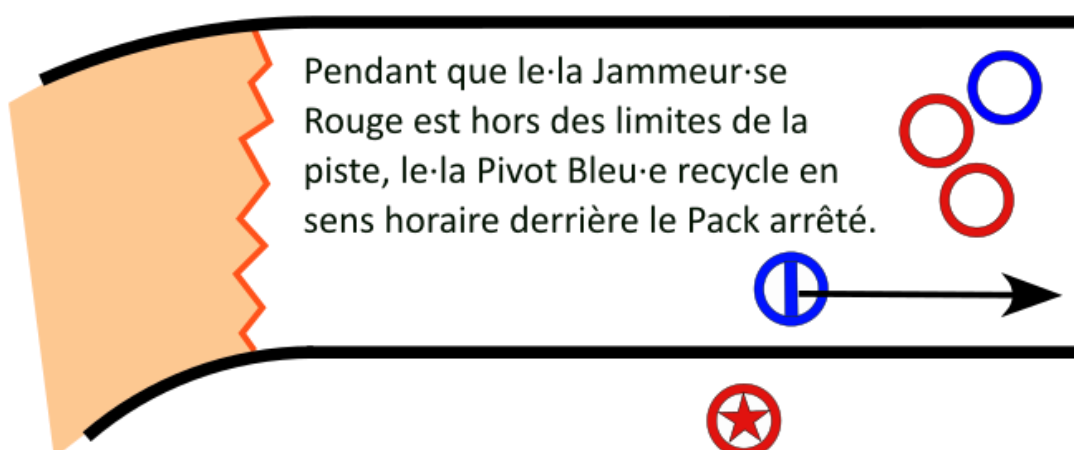 Pendant que le·la Jammeur·se
Rouge est hors des limites de la
piste, le·la Pivot Bleu·e recycle en
sens horaire derrière le Pack arrêté.